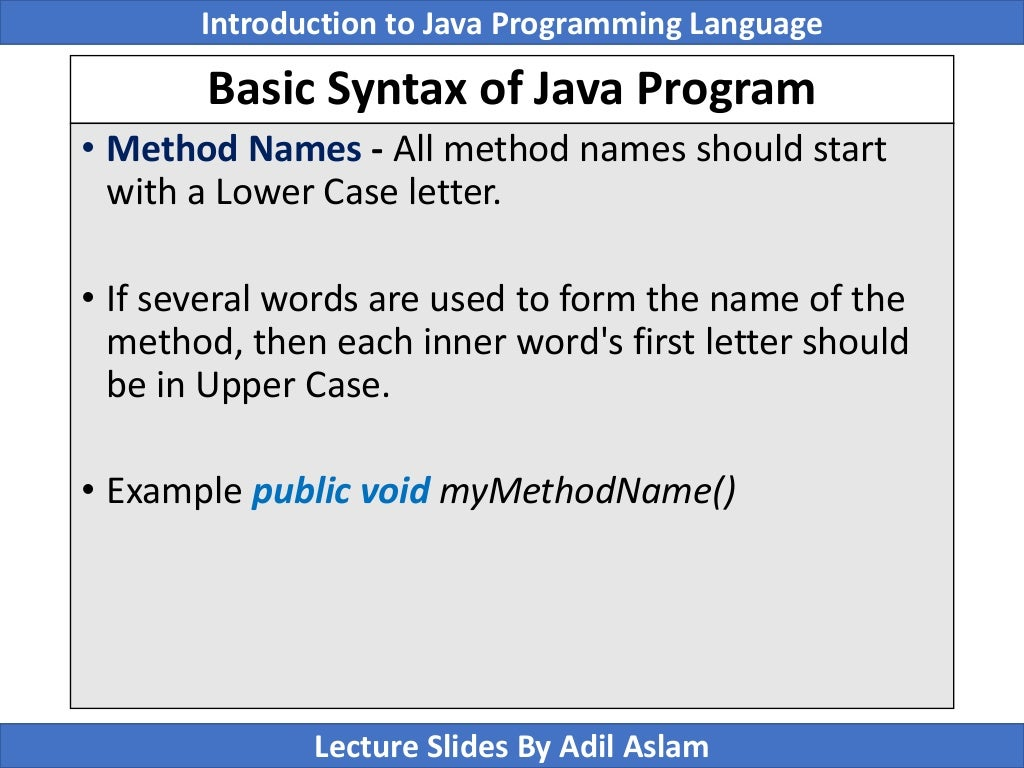 Introduction to Java Programming Language
Basic Syntax of Java Program
• Method Names - All method names should start
with a Lower Case letter.
• If several words are used to form the name of the
method, then each inner word's first letter should
be in Upper Case.
• Example public void myMethodName()
Lecture Slides By Adil Aslam